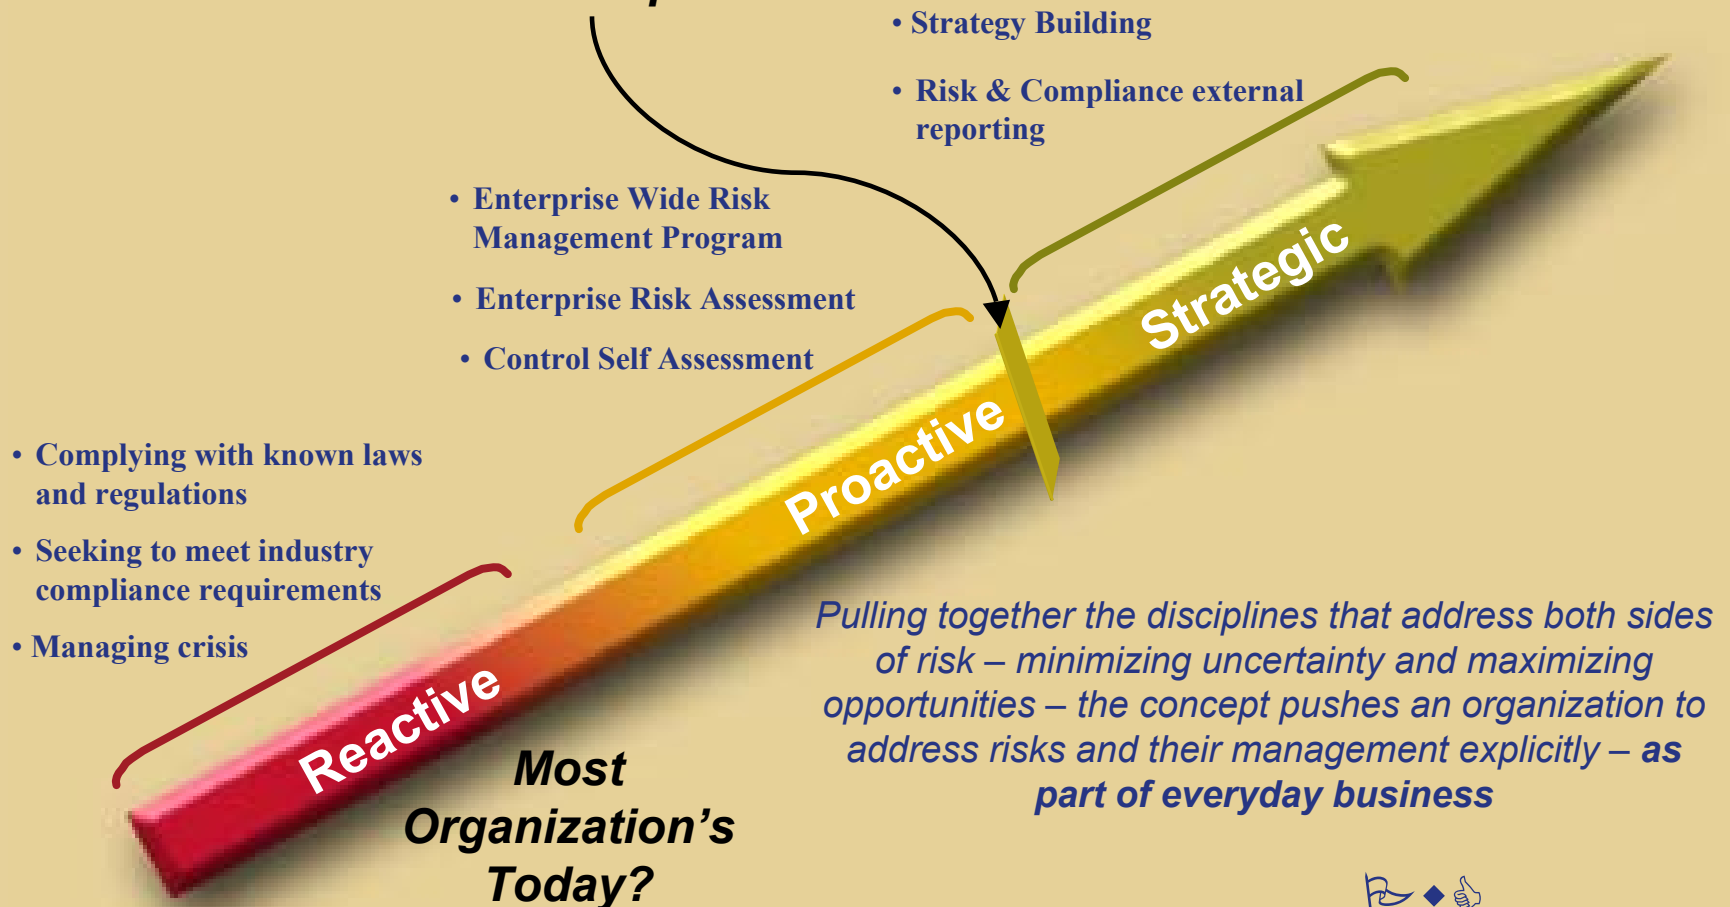 • Strategy Building
• Risk & Compliance external
reporting
• Enterprise Wide Risk
Management Program
• Enterprise Risk Assessment
• Control Self Assessment
• Complying with known laws
and regulations
• Seeking to meet industry
compliance requirements
• Managing crisis
Reactive
Proactive
Strategic
Most
Organization’s
Today?
Pulling together the disciplines that address both sides
of risk – minimizing uncertainty and maximizing
opportunities – the concept pushes an organization to
address risks and their management explicitly – as
part of everyday business